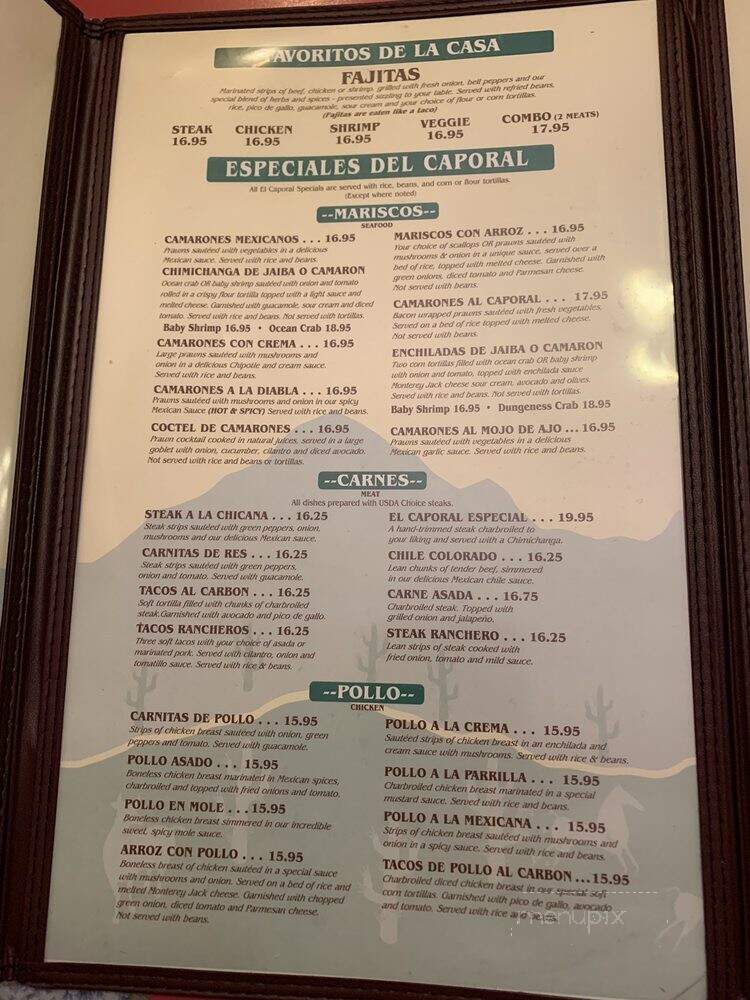 FAVORITOS DE LA CASA
FAJITAS
Marinated strips of beef, chicken or shrimp, grilled with fresh onion, bell peppers and our
special blend of herbs and spices - presented sizzling to your table. Served with refried beans,
rice, pico de gallo, guacamole, sour cream and your choice of flour or corn tortillas.
(Fajitas are eaten like a taco)
STEAK CHICKEN SHRIMP VEGGIE COMBO (2 MEATS)
16.95 16.95 16.95 16.95 17.95
ESPECIALES DEL CAPORAL
All El Caporal Specials are served with rice, beans, and corn or flour tortillas.
(Except where noted)
--MARISCOS--
SEAFOOD
CAMARONES MEXICANOS . . . 16.95
Prawns sautéed with vegetables in a delicious
Mexican sauce. Served with rice and beans.
CHIMICHANGA DE JAIBA O CAMARON
Ocean crab OR baby shrimp sautéed with onion and tomato
rolled in a crispy flour tortilla topped with a light sauce and
melted cheese. Garnished with guacamole, sour cream and diced
tomato. Served with rice and beans. Not served with tortillas.
Baby Shrimp 16.95 • Ocean Crab 18.95
CAMARONES CON CREMA . . . 16.95
Large prawns sautéed with mushrooms and
onion in a delicious Chipotle and cream sauce.
Served with rice and beans.
CAMARONES A LA DIABLA . . . 16.95
Prawns sautéed with mushrooms and onion in our spicy
Mexican Sauce (HOT & SPICY) Served with rice and beans.
COCTEL DE CAMARONES . . . 16.95
Prawn cocktail cooked in natural juices, served in a large
goblet with onion, cucumber, cilantro and diced avocado.
Not served with rice and beans or tortillas.
MARISCOS CON ARROZ . . . 16.95
Your choice of scallops OR prawns sautéed with
mushrooms & onion in a unique sauce, served over a
bed of rice, topped with melted cheese. Garnished with
green onions, diced tomato and Parmesan cheese.
Not served with beans.
CAMARONES AL CAPORAL . . . 17.95
Bacon wrapped prawns sautéed with fresh vegetables.
Served on a bed of rice topped with melted cheese.
Not served with beans.
ENCHILADAS DE JAIBA O CAMARON
Two corn tortillas filled with ocean crab OR baby shrimp
with onion and tomato, topped with enchilada sauce
Monterey Jack cheese sour cream, avocado and olives.
Served with rice and beans. Not served with tortillas.
Baby Shrimp 16.95 • Dungeness Crab 18.95
CAMARONES AL MOJO DE AJO ... 16.95
Prawns sautéed with vegetables in a delicious
Mexican garlic sauce. Served with rice and beans.
--CARNES--
MEAT
All dishes prepared with USDA Choice steaks.
STEAK A LA CHICANA . . . 16.25
Steak strips sautéed with green peppers, onion,
mushrooms and our delicious Mexican sauce.
CARNITAS DE RES . . . 16.25
Steak strips sautéed with green peppers,
onion and tomato. Served with guacamole.
TACOS AL CARBON . . . 16.25
Soft tortilla filled with chunks of charbroiled
steak.Garnished with avocado and pico de gallo.
TACOS RANCHEROS . . . 16.25
Three soft tacos with your choice of asada or
marinated pork. Served with cilantro, onion and
tomatillo sauce. Served with rice & beans.
EL CAPORAL ESPECIAL . . . 19.95
A hand-trimmed steak charbroiled to
your liking and served with a Chimichanga.
CHILE COLORADO . . . 16.25
Lean chunks of tender beef, simmered
in our delicious Mexican chile sauce.
CARNE ASADA . . . 16.75
Charbroiled steak. Topped with
grilled onion and jalapeño.
STEAK RANCHERO . . . 16.25
Lean strips of steak cooked with
fried onion, tomato and mild sauce.
--POLLO--
CHICKEN
CARNITAS DE POLLO . . . 15.95
Strips of chicken breast sautéed with onion, green
peppers and tomato. Served with guacamole.
POLLO ASADO . . . 15.95
Boneless chicken breast marinated in Mexican spices,
charbroiled and topped with fried onions and tomato.
POLLO EN MOLE . . . 15.95
Boneless chicken breast simmered in our incredible
sweet, spicy mole sauce.
ARROZ CON POLLO . . . 15.95
Boneless breast of chicken sautéed in a special sauce
with mushrooms and onion. Served on a bed of rice and
melted Monterey Jack cheese. Garnished with chopped
green onion, diced tomato and Parmesan cheese.
Not served with beans.
POLLO A LA CREMA . . . 15.95
Sautéed strips of chicken breast in an enchilada and
cream sauce with mushrooms. Served with rice & beans.
POLLO A LA PARRILLA . . . 15.95
Charbroiled chicken breast marinated in a special
mustard sauce. Served with rice and beans.
POLLO A LA MEXICANA . . . 15.95
Strips of chicken breast sautéed with mushrooms and
onion in a spicy sauce. Served with rice and beans.
TACOS DE POLLO AL CARBON ... 15.95
Charbroiled diced chicken breast in our special soft
corn tortillas. Garnished with pico de gallo, avocado
and tomato. Served with rice and beans.
menupix